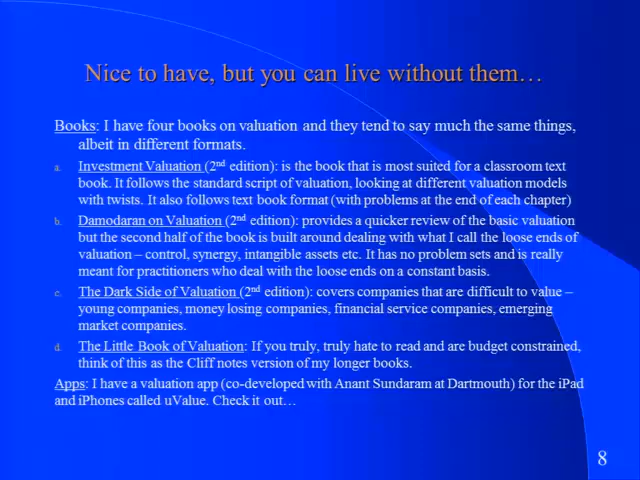 Nice to have, but you can live without them…
Books: I have four books on valuation and they tend to say much the same things,
albeit in different formats.
a. Investment Valuation (2nd edition): is the book that is most suited for a classroom text
book. It follows the standard script of valuation, looking at different valuation models
with twists. It also follows text book format (with problems at the end of each chapter)
b. Damodaran on Valuation (2nd edition): provides a quicker review of the basic valuation
but the second half of the book is built around dealing with what I call the loose ends of
valuation – control, synergy, intangible assets etc. It has no problem sets and is really
meant for practitioners who deal with the loose ends on a constant basis.
c. The Dark Side of Valuation (2nd edition): covers companies that are difficult to value –
young companies, money losing companies, financial service companies, emerging
market companies.
d. The Little Book of Valuation: If you truly, truly hate to read and are budget constrained,
think of this as the Cliff notes version of my longer books.
Apps: I have a valuation app (co-developed with Anant Sundaram at Dartmouth) for the iPad
and iPhones called uValue. Check it out…
8